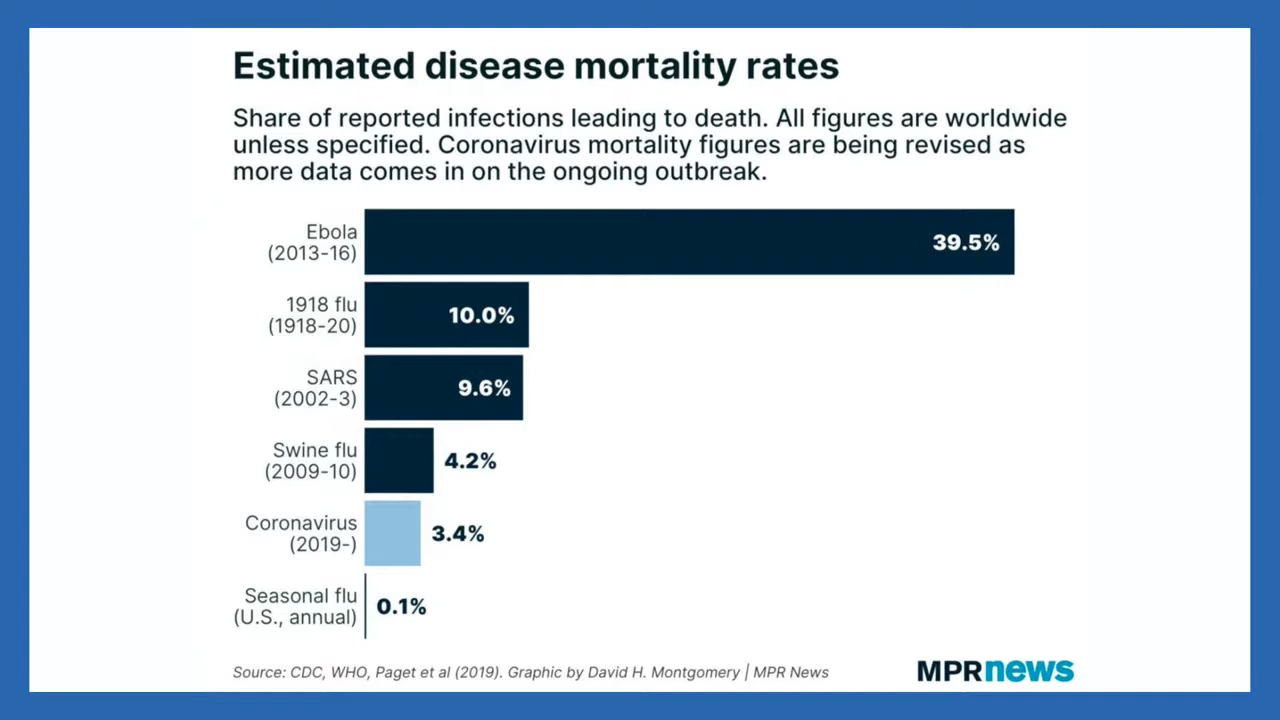 Estimated disease mortality rates
Share of reported infections leading to death. All figures are worldwide
unless specified. Coronavirus mortality figures are being revised as
more data comes in on the ongoing outbreak.
Ebola
(2013-16)
39.5%
1918 flu
(1918-20)
10.0%
SARS
(2002-3)
9.6%
Swine flu
(2009-10)
4.2%
Coronavirus
(2019-)
3.4%
Seasonal flu
(U.S., annual)
0.1%
Source: CDC, WHO, Paget et al (2019). Graphic by David H. Montgomery | MPR News
MPRnews